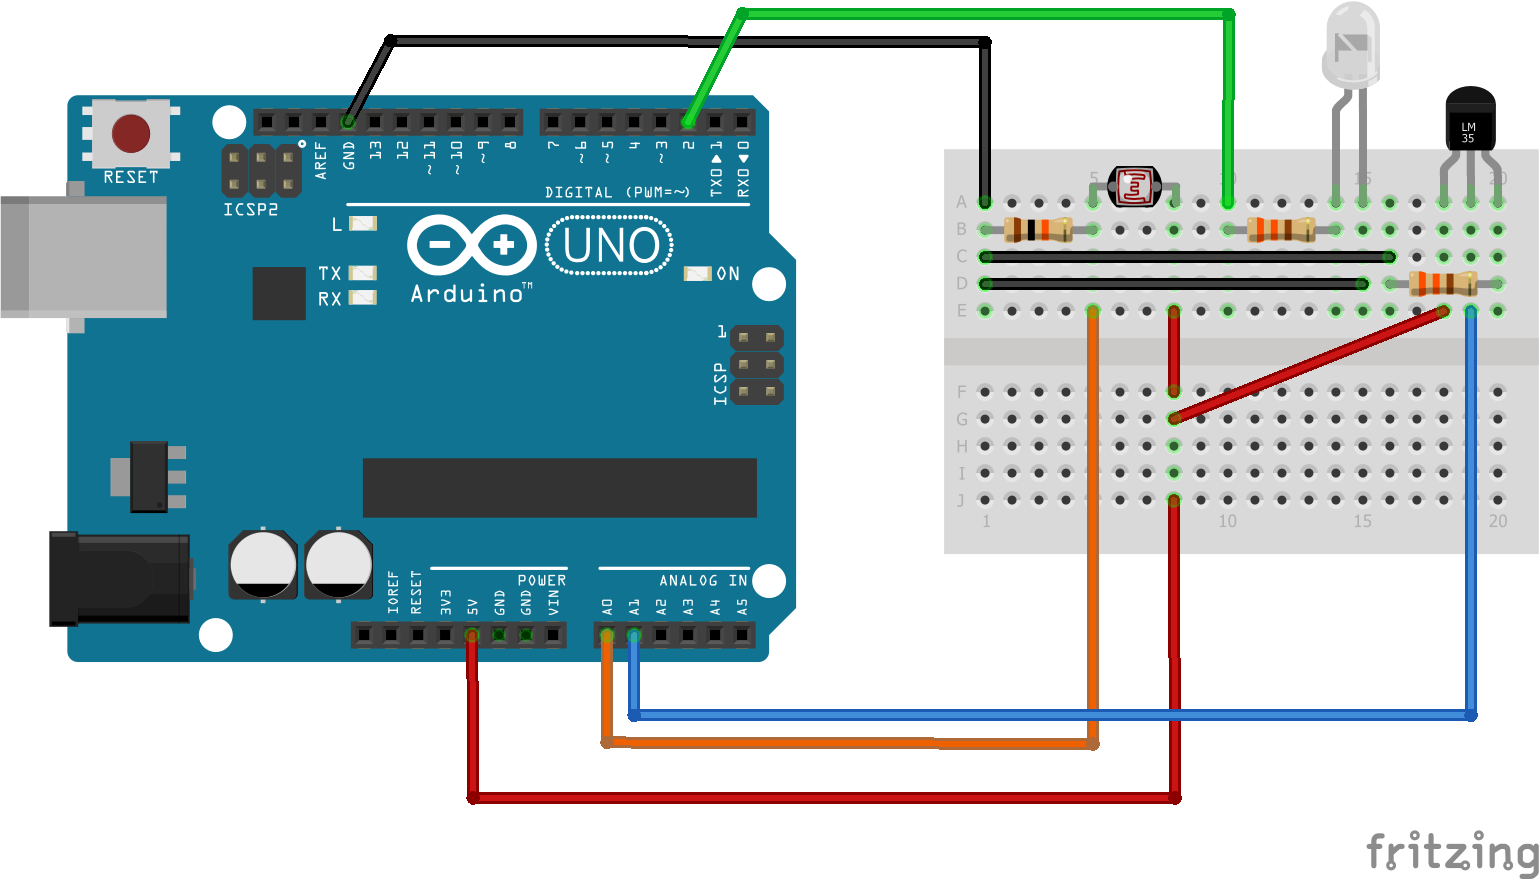 RESET
ICSP2
AREF
GND
13
12
~11
~10
~9
8
7
~6
~5
4
~3
2
TX0▶1
RX0◀0
DIGITAL (PWM=~)
L
TX
RX
UNO
Arduino™
ON
1
ICSP
IOREF
RESET
3V3
5V
GND
GND
VIN
POWER
ANALOG IN
A0
A1
A2
A3
A4
A5
LM
35
5
10
15
20
A
B
C
D
E
F
G
H
I
J
1
10
15
20
fritzing